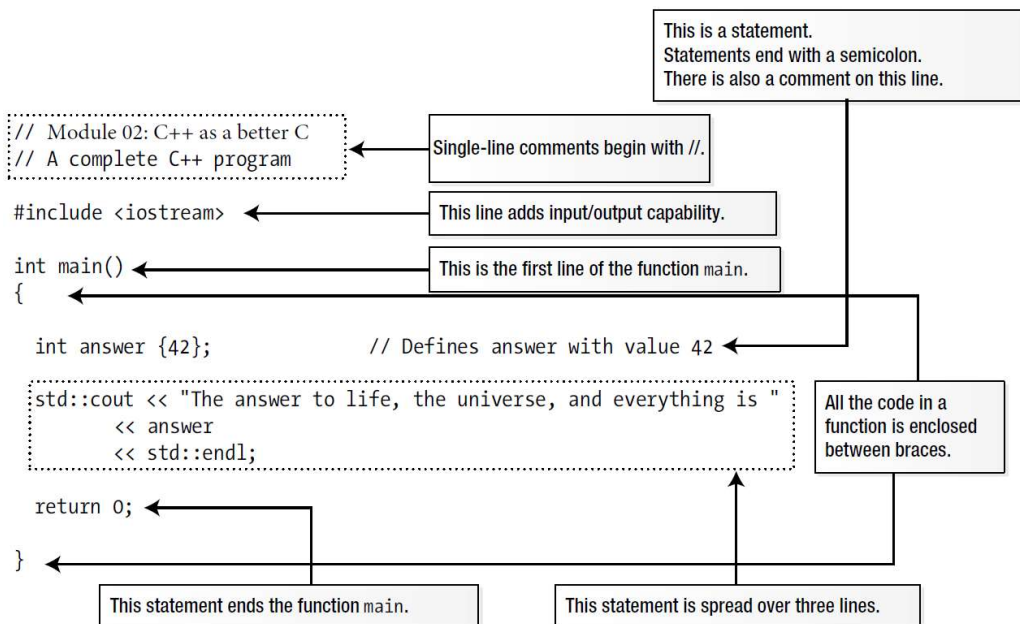 This is a statement.
Statements end with a semicolon.
There is also a comment on this line.
// Module 02: C++ as a better C
// A complete C++ program
Single-line comments begin with //.
#include <iostream>
This line adds input/output capability.
int main()
This is the first line of the function main.
{
int answer {42};                // Defines answer with value 42
std::cout << "The answer to life, the universe, and everything is "
<< answer
<< std::endl;
All the code in a
function is enclosed
between braces.
return 0;
}
This statement ends the function main.
This statement is spread over three lines.